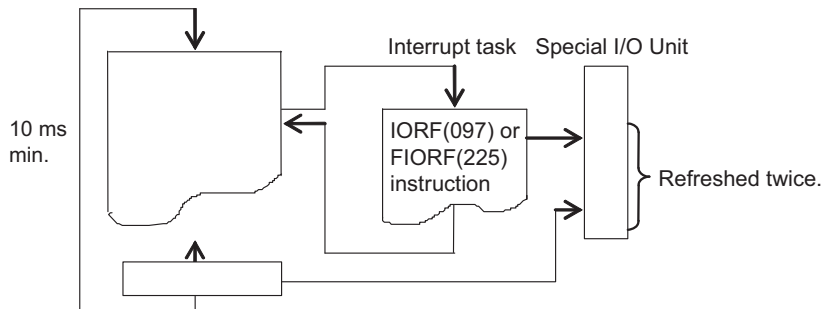 Interrupt task
Special I/O Unit
10 ms
min.
IORF(097) or
FIORF(225)
instruction
Refreshed twice.